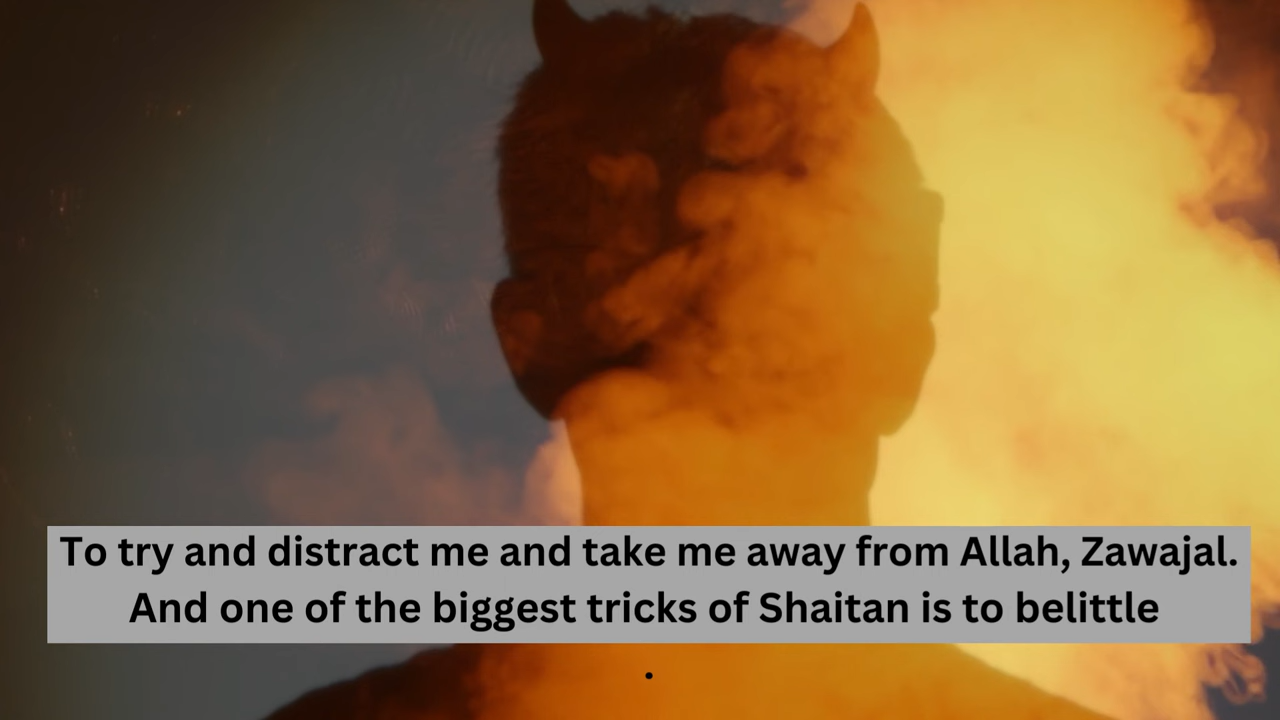 To try and distract me and take me away from Allah, Zawajal.
And one of the biggest tricks of Shaitan is to belittle
.